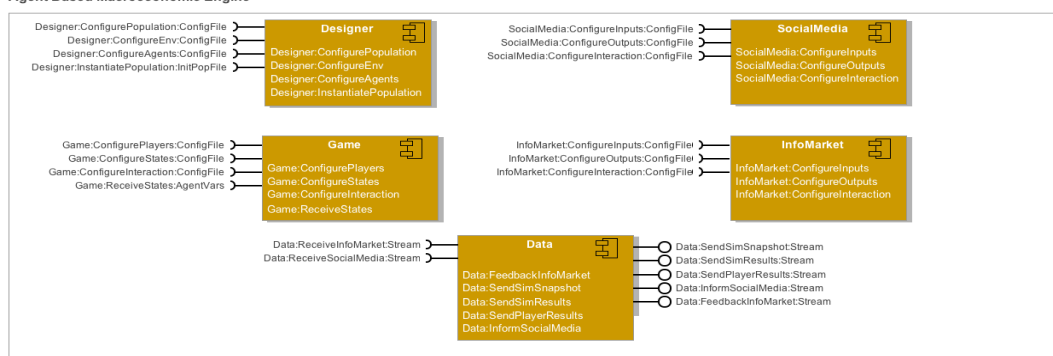 Agent Based Macroeconomic Engine
Designer:ConfigurePopulation:ConfigFile
Designer:ConfigureEnv:ConfigFile
Designer:ConfigureAgents:ConfigFile
Designer:InstantiatePopulation:InitPopFile
Designer
Designer:ConfigurePopulation
Designer:ConfigureEnv
Designer:ConfigureAgents
Designer:InstantiatePopulation
SocialMedia:ConfigureInputs:ConfigFile
SocialMedia:ConfigureOutputs:ConfigFile
SocialMedia:ConfigureInteraction:ConfigFile
SocialMedia
SocialMedia:ConfigureInputs
SocialMedia:ConfigureOutputs
SocialMedia:ConfigureInteraction
Game:ConfigurePlayers:ConfigFile
Game:ConfigureStates:ConfigFile
Game:ConfigureInteraction:ConfigFile
Game:ReceiveStates:AgentVars
Game
Game:ConfigurePlayers
Game:ConfigureStates
Game:ConfigureInteraction
Game:ReceiveStates
InfoMarket:ConfigureInputs:ConfigFile
InfoMarket:ConfigureOutputs:ConfigFile
InfoMarket:ConfigureInteraction:ConfigFile
InfoMarket
InfoMarket:ConfigureInputs
InfoMarket:ConfigureOutputs
InfoMarket:ConfigureInteraction
Data:ReceiveInfoMarket:Stream
Data:ReceiveSocialMedia:Stream
Data
Data:FeedbackInfoMarket
Data:SendSimSnapshot
Data:SendSimResults
Data:SendPlayerResults
Data:InformSocialMedia
Data:SendSimSnapshot:Stream
Data:SendSimResults:Stream
Data:SendPlayerResults:Stream
Data:InformSocialMedia:Stream
Data:FeedbackInfoMarket:Stream